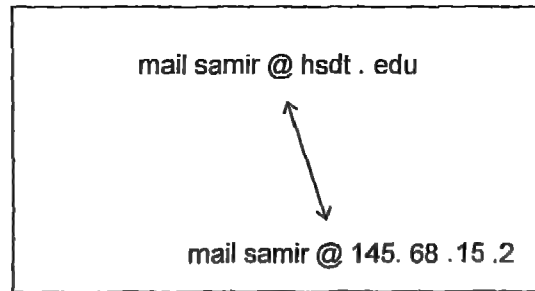 mail samir @ hsdt . edu
mail samir @ 145. 68 .15 .2